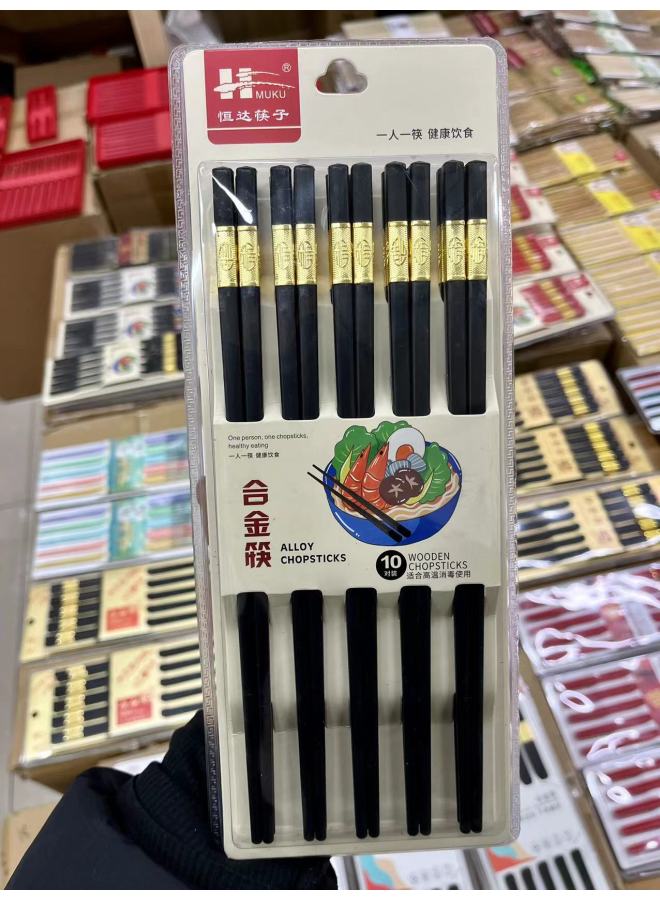 ®
MUKU
恒达筷子
一人一筷 健康饮食
One person, one chopsticks,
healthy eating
一人一筷 健康饮食
合金筷
ALLOY
CHOPSTICKS
10
对装
WOODEN
CHOPSTICKS
适合高温消毒使用